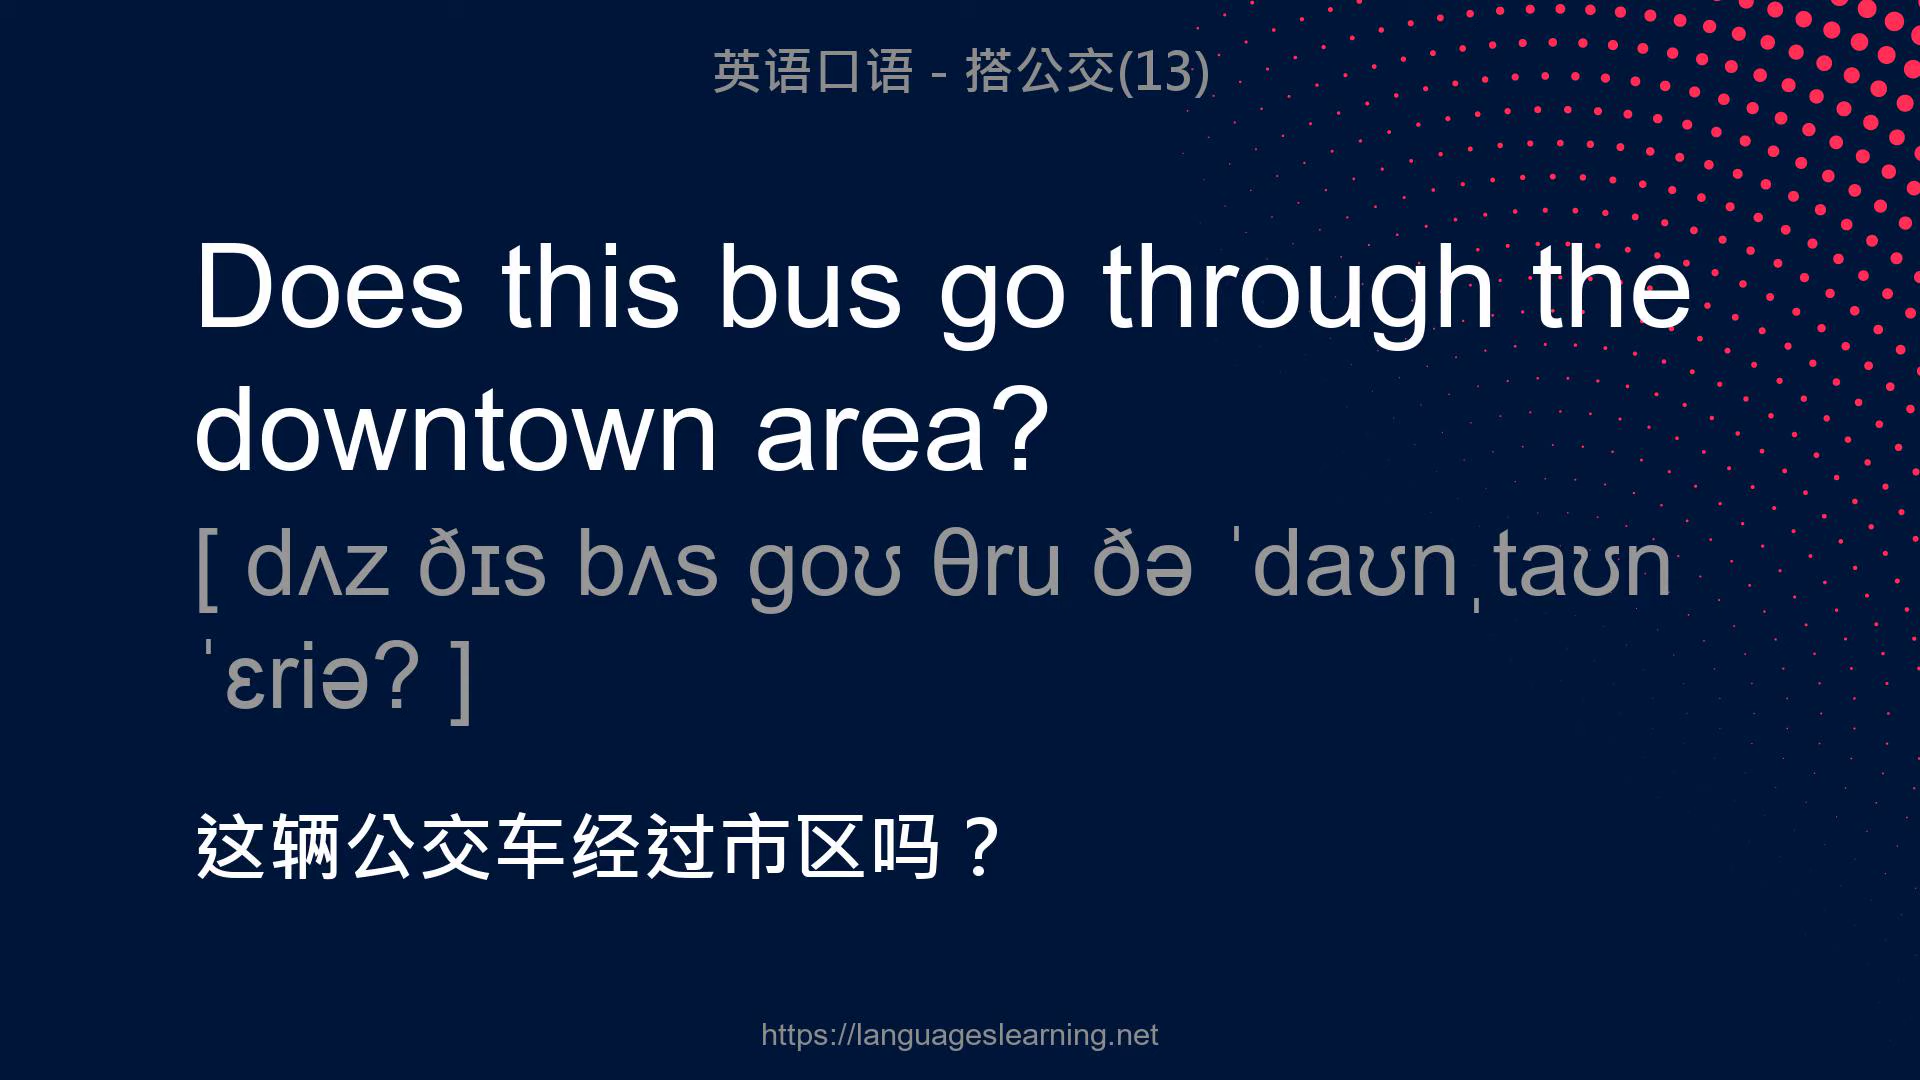 英语口语 - 搭公交(13)
Does this bus go through the
downtown area?
[ dʌz ðɪs bʌs goʊ θru ðə ˈdaʊnˌtaʊn
ˈɛriə? ]
这辆公交车经过市区吗？
https://languageslearning.net